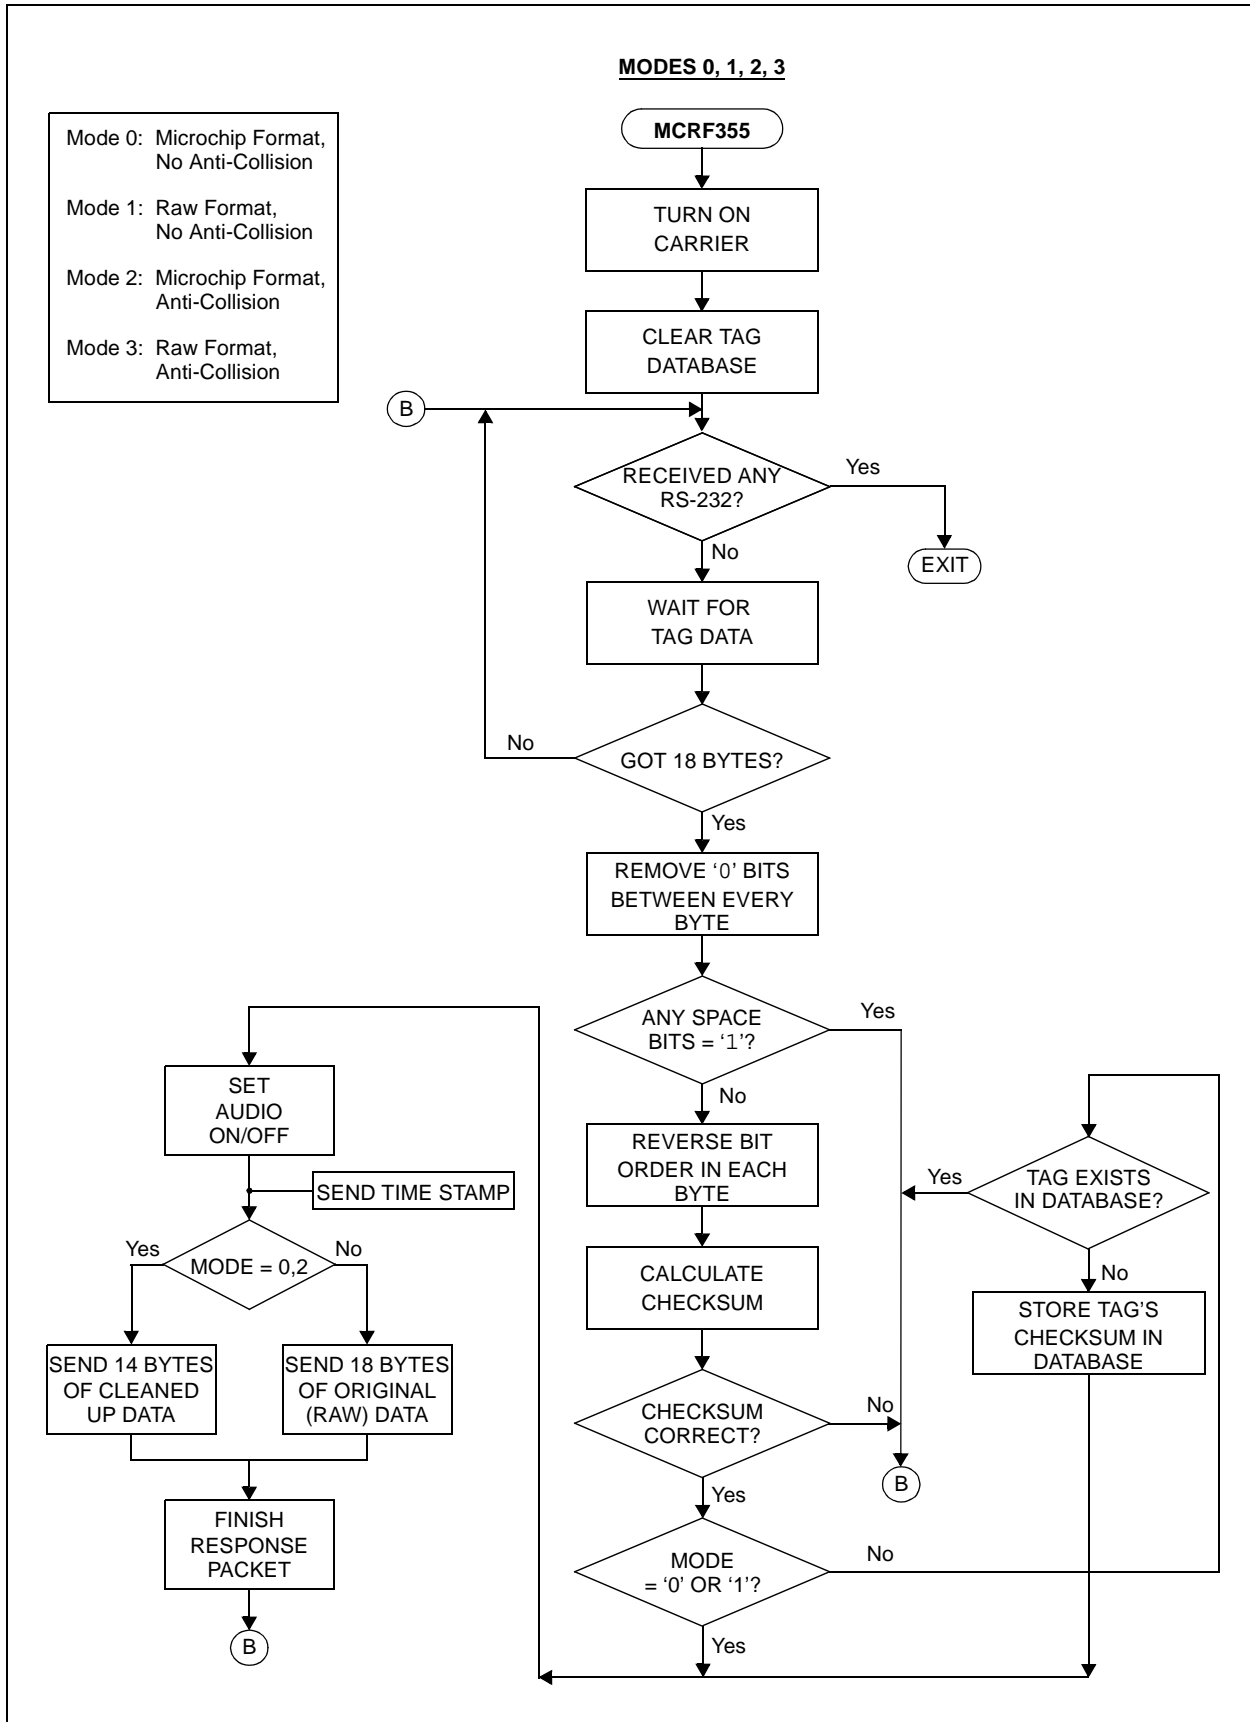 MODES 0, 1, 2, 3
Mode 0: Microchip Format,
No Anti-Collision
Mode 1: Raw Format,
No Anti-Collision
Mode 2: Microchip Format,
Anti-Collision
Mode 3: Raw Format,
Anti-Collision
MCRF355
TURN ON
CARRIER
CLEAR TAG
DATABASE
B
RECEIVED ANY
RS-232?
Yes
EXIT
No
WAIT FOR
TAG DATA
GOT 18 BYTES?
No
Yes
REMOVE ‘0’ BITS
BETWEEN EVERY
BYTE
ANY SPACE
BITS = ‘1’?
Yes
No
REVERSE BIT
ORDER IN EACH
BYTE
CALCULATE
CHECKSUM
CHECKSUM
CORRECT?
No
B
Yes
MODE
= ‘0’ OR ‘1’?
No
Yes
TAG EXISTS
IN DATABASE?
Yes
No
STORE TAG'S
CHECKSUM IN
DATABASE
SET
AUDIO
ON/OFF
SEND TIME STAMP
MODE = 0,2
Yes
No
SEND 14 BYTES
OF CLEANED
UP DATA
SEND 18 BYTES
OF ORIGINAL
(RAW) DATA
FINISH
RESPONSE
PACKET
B